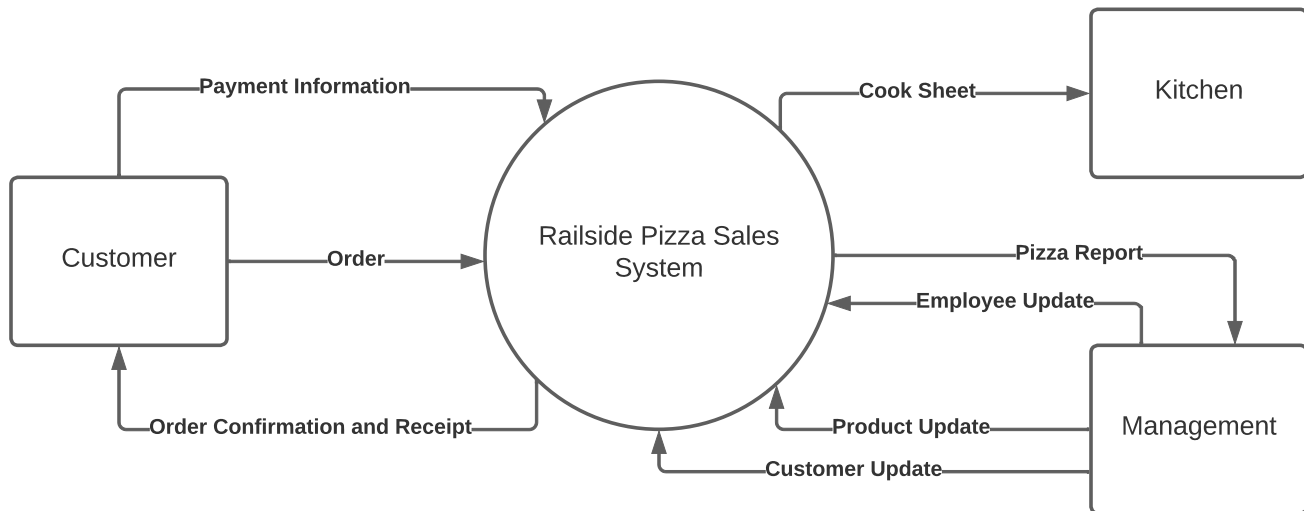 Payment Information
Cook Sheet
Kitchen
Customer
Order
Railside Pizza Sales
System
Pizza Report
Employee Update
Order Confirmation and Receipt
Product Update
Management
Customer Update